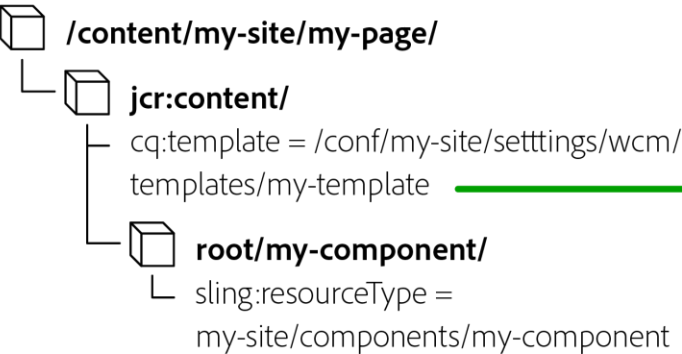 /content/my-site/my-page/
jcr:content/
cq:template = /conf/my-site/setttings/wcm/
templates/my-template
root/my-component/
sling:resourceType =
my-site/components/my-component